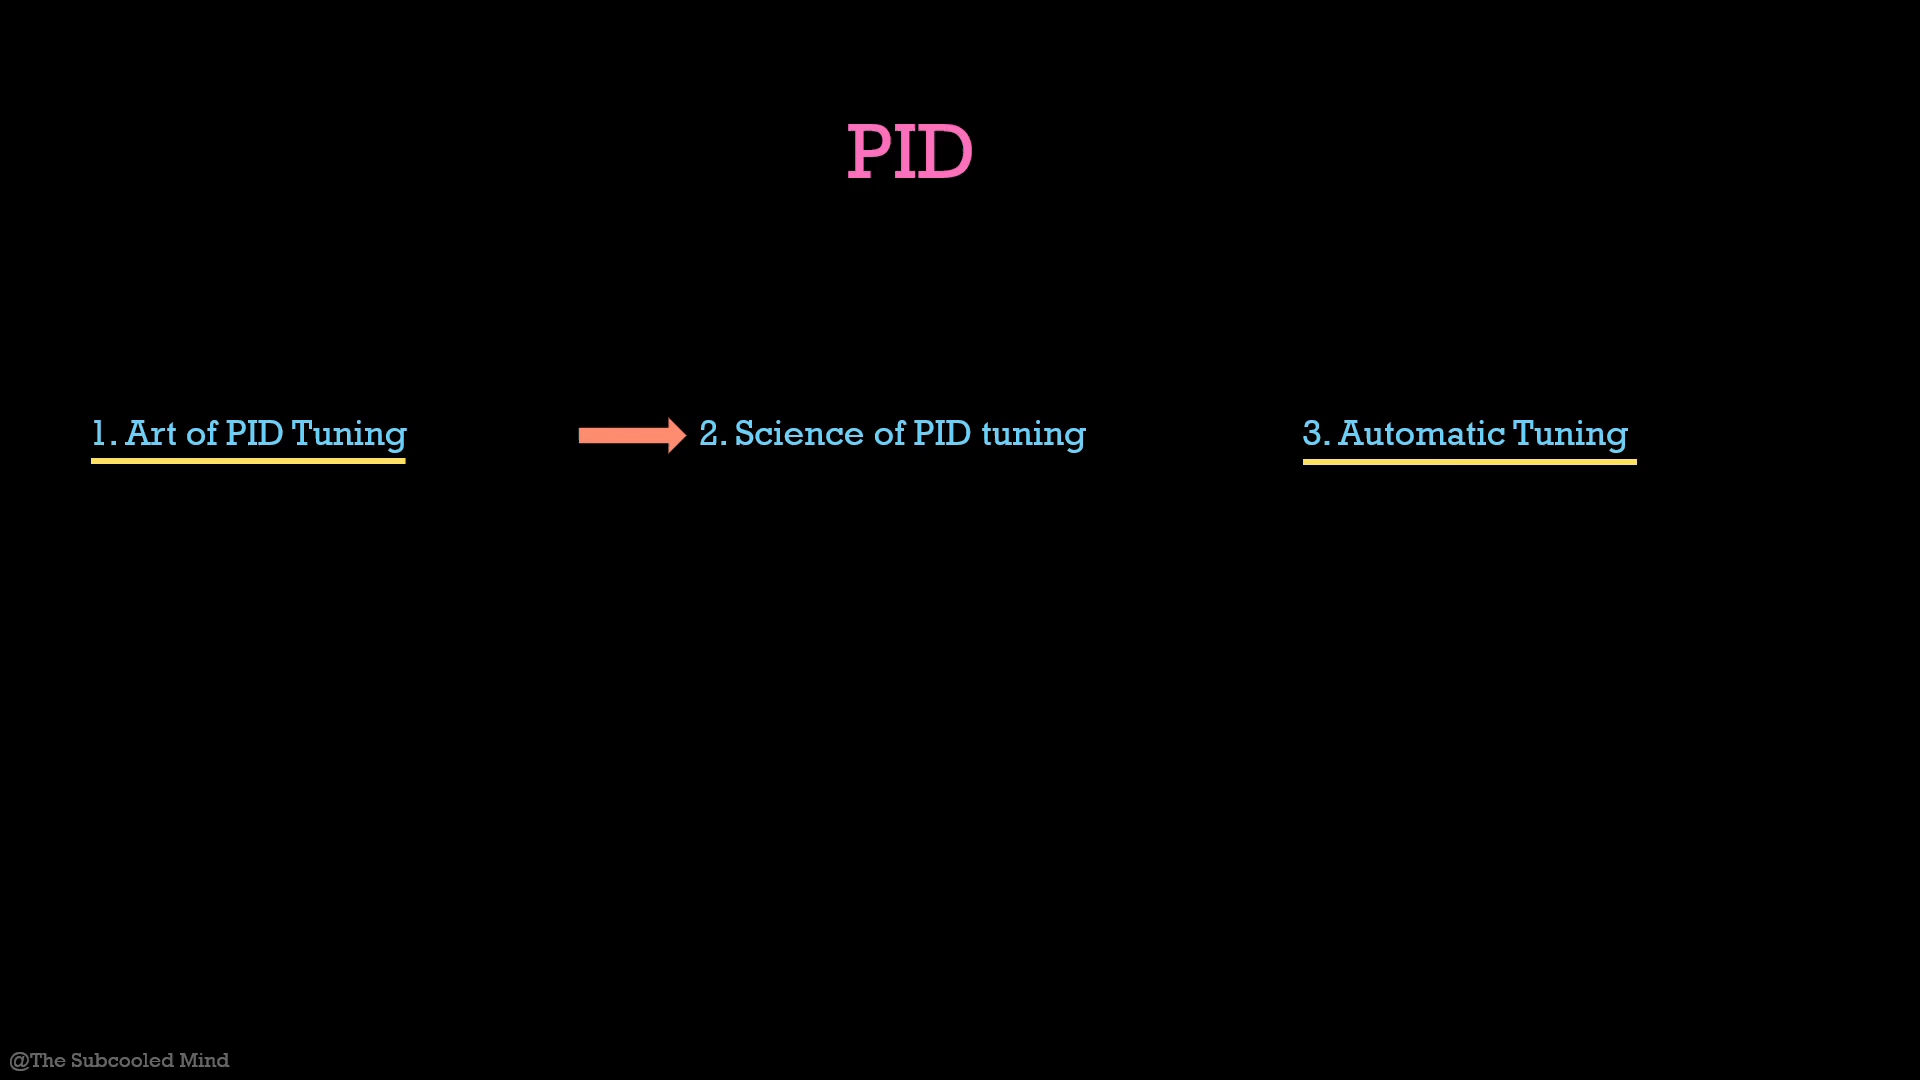 PID
1. Art of PID Tuning
2. Science of PID tuning
3. Automatic Tuning
@The Subcooled Mind